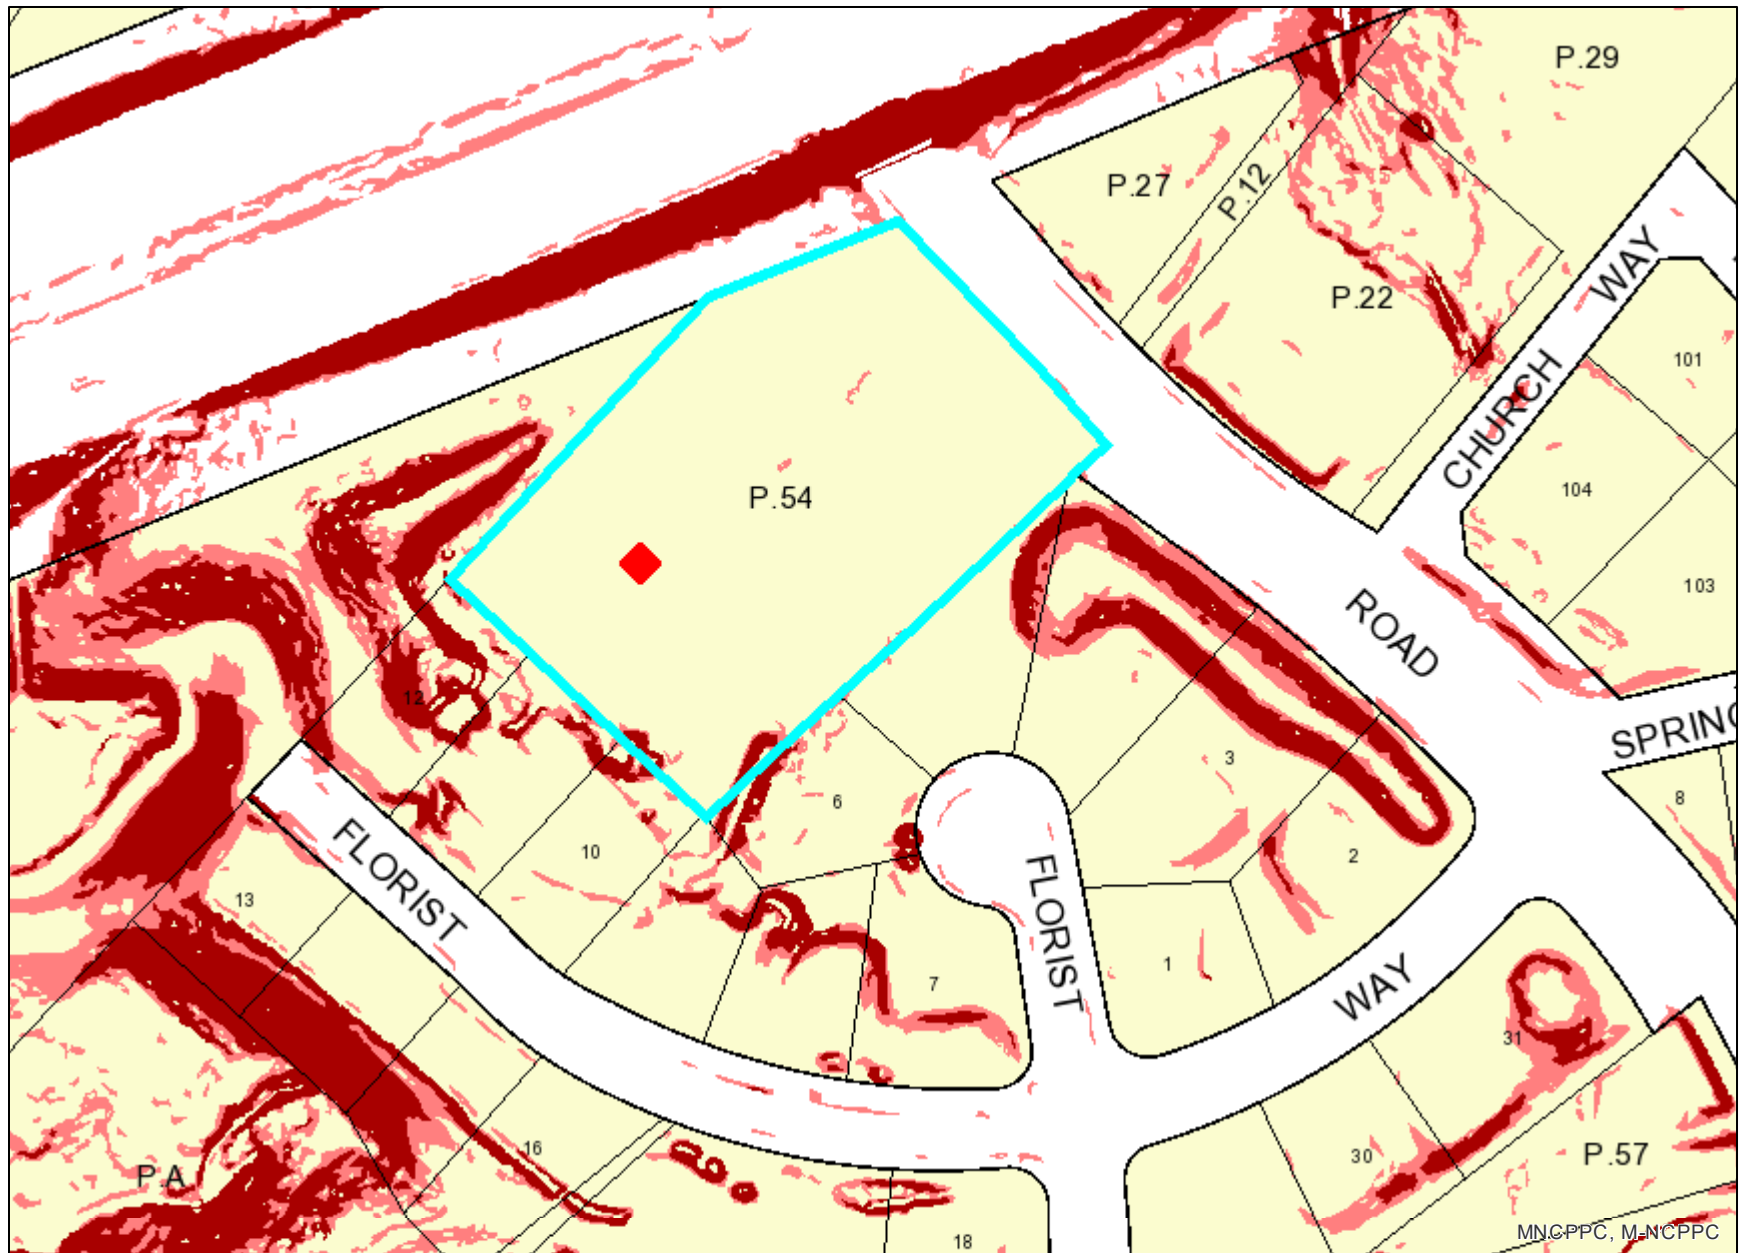 P.29
P.27
P.12
P.22
CHURCH WAY
101
104
103
P.54
ROAD
SPRING
12
3
8
6
10
2
FLORIST
13
FLORIST
1
7
WAY
31
16
30
P.57
P.A
18
MNCPPC, M-NCPPC